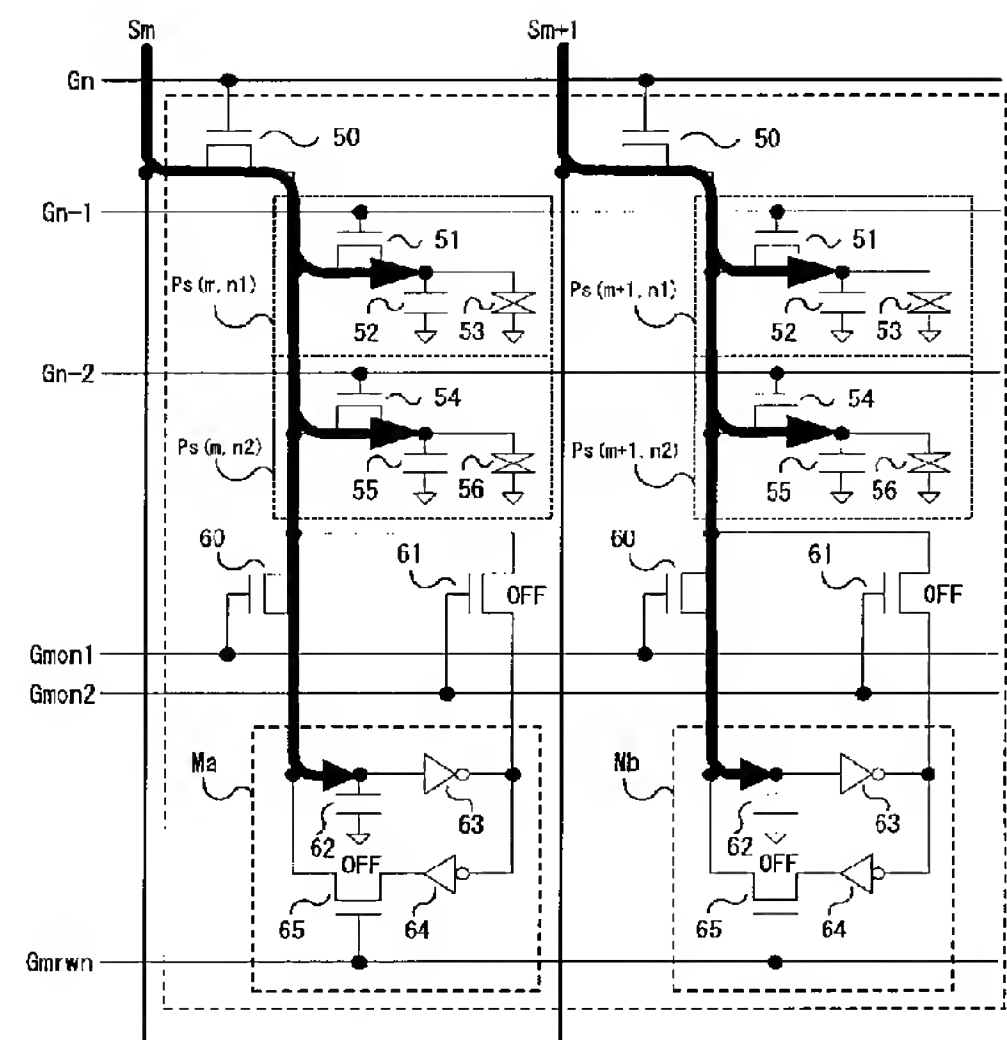 Sm Sm+1
Gn
50 50
Gn-1
51 51
Ps(m,n1) Ps(m+1,n1)
52 53 52 53
Gn-2
54 54
Ps(m,n2) Ps(m+1,n2)
55 56 55 56
60 61 60 61
OFF OFF
Gmon1
Gmon2
Ma Mb
62 63 62 63
OFF OFF
65 64 65 64
Gmrwn